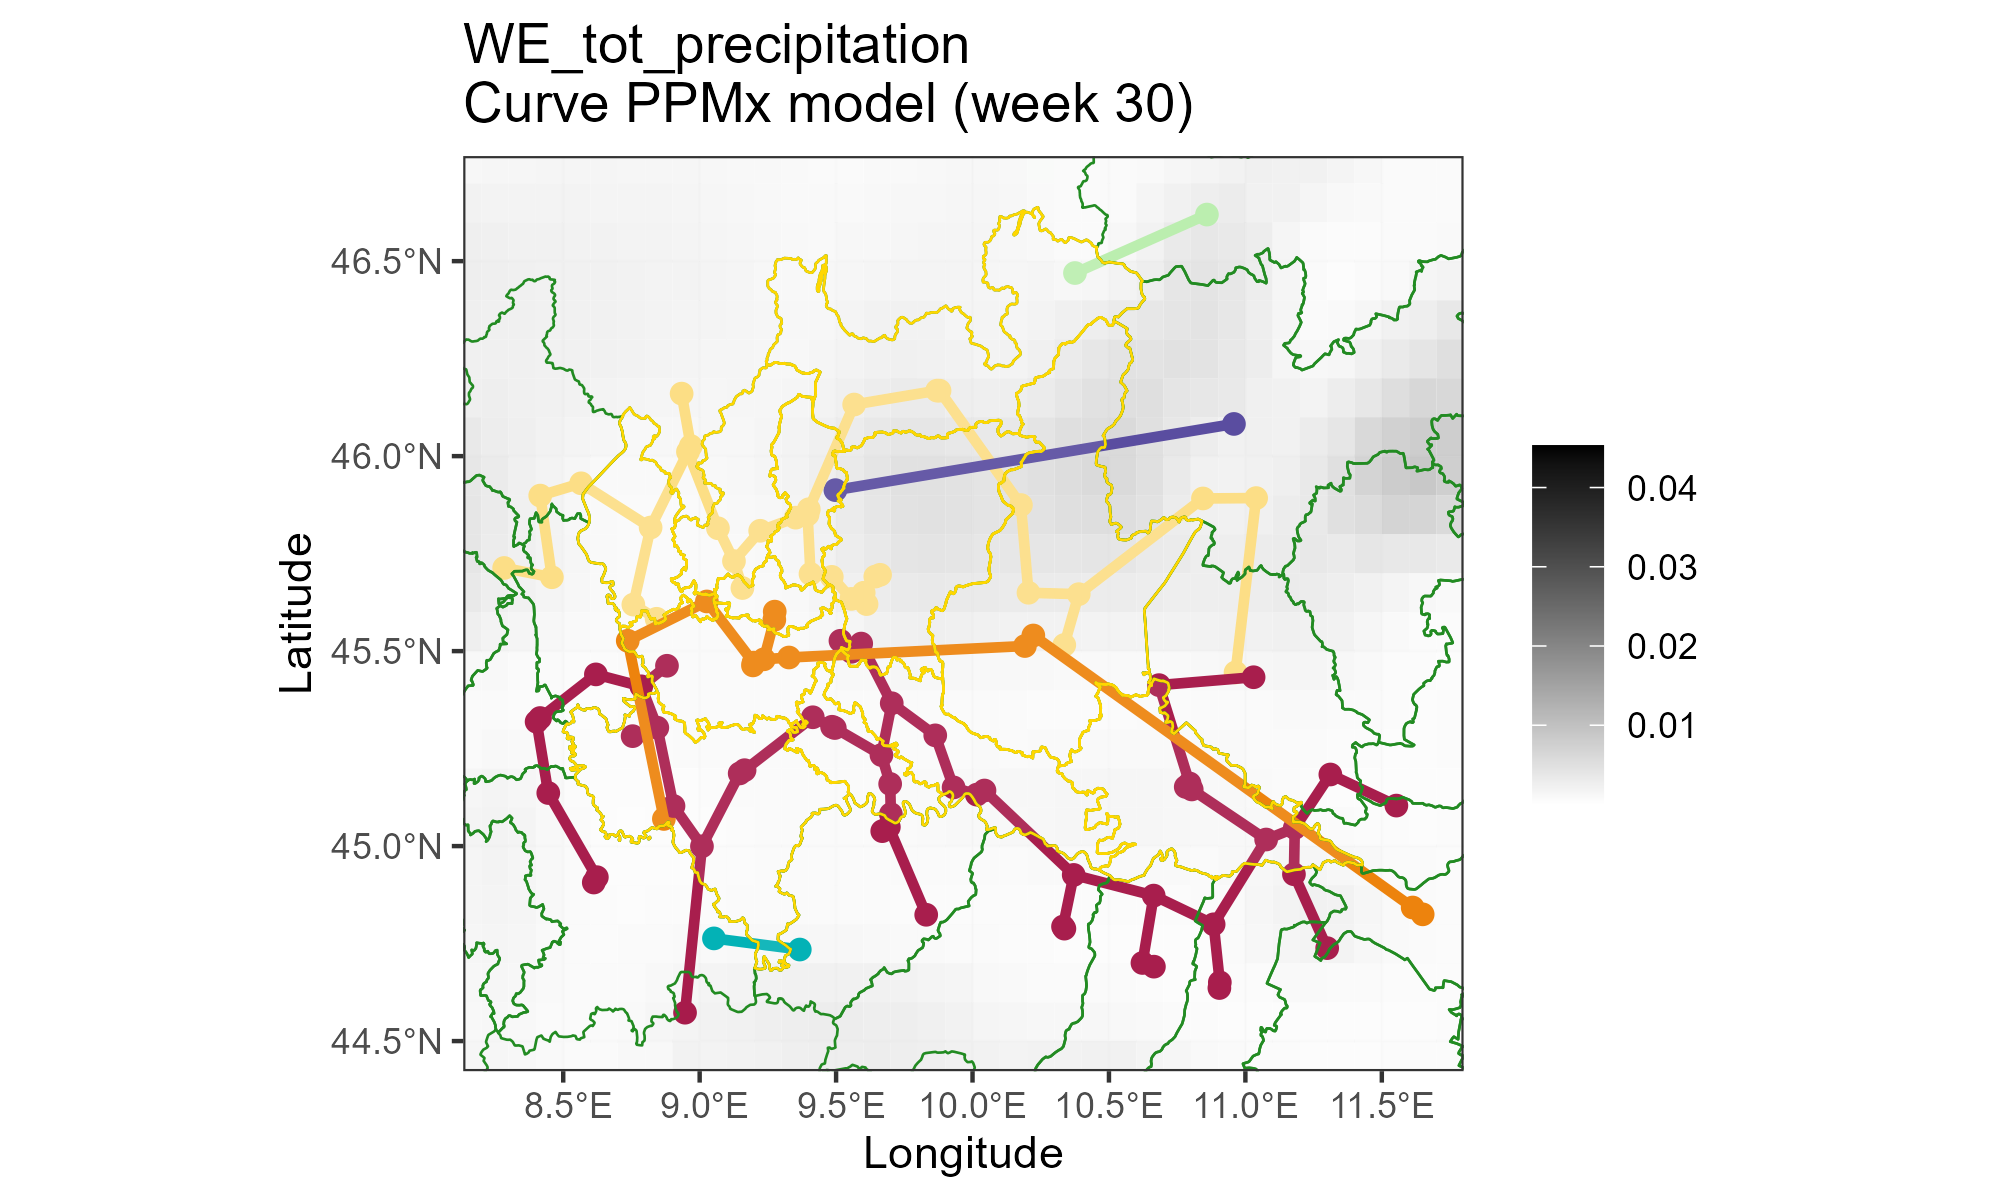 WE_tot_precipitation
Curve PPMx model (week 30)
46.5°N
46.0°N
45.5°N
45.0°N
44.5°N
Latitude
8.5°E 9.0°E 9.5°E 10.0°E 10.5°E 11.0°E 11.5°E
Longitude
0.04
0.03
0.02
0.01